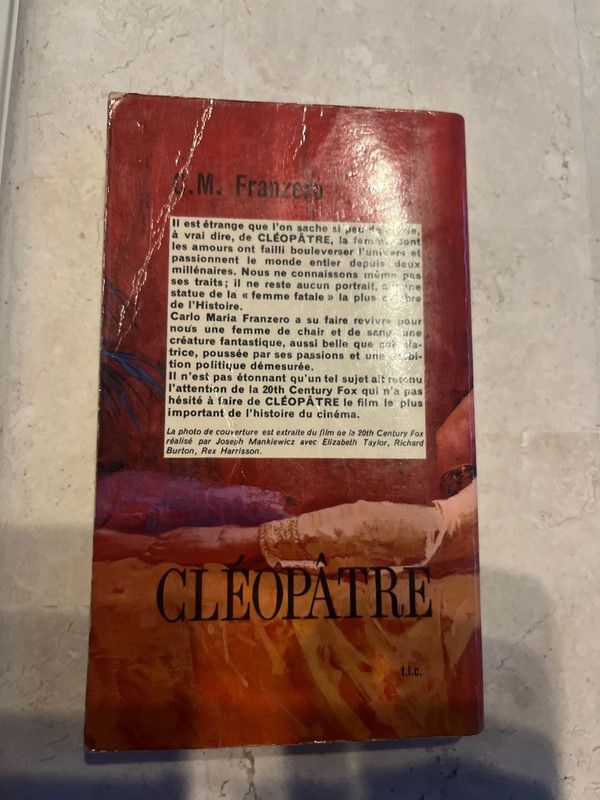 C.M. Franzero
Il est étrange que l'on sache si peu de
à vrai dire, de CLÉOPÂTRE, la femme dont
les amours ont failli bouleverser l'univers et
passionnent le monde entier depuis deux
millénaires. Nous ne connaissons même pas
ses traits ; il ne reste aucun portrait, aucune
statue de la « femme fatale » la plus célèbre
de l'Histoire.
Carlo Maria Franzero a su faire revivre pour
nous une femme de chair et de sang, une
créature fantastique, aussi belle que
trice, poussée par ses passions et une ambi-
tion politique démesurée.
Il n'est pas étonnant qu'un tel sujet ait retenu
l'attention de la 20th Century Fox qui n'a pas
hésité à faire de CLÉOPÂTRE le film le plus
important de l'histoire du cinéma.
La photo de couverture est extraite du film de la 20th Century Fox
réalisé par Joseph Mankiewicz avec Elizabeth Taylor, Richard
Burton, Rex Harrisson.
CLÉOPÂTRE
t.l.c.